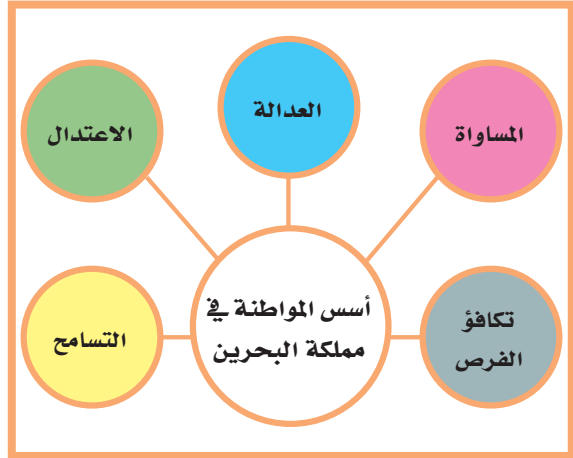 العدالة
المساواة
الاعتدال
أسس المواطنة في
مملكة البحرين
تكافؤ
الفرص
التسامح